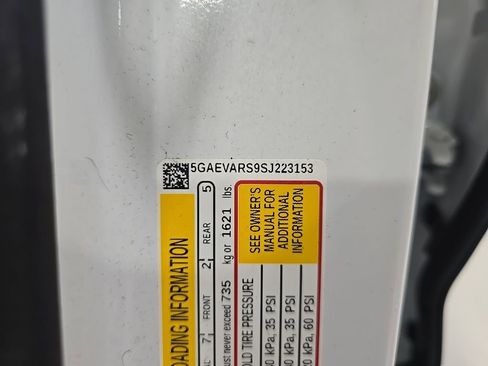 5GAEVARS9SJ223153
LOADING INFORMATION
7 FRONT 2 REAR 5
must never exceed 735 kg or 1621 lbs.
COLD TIRE PRESSURE
SEE OWNER'S
MANUAL FOR
ADDITIONAL
INFORMATION
kPa, 35 PSI
kPa, 35 PSI
kPa, 60 PSI